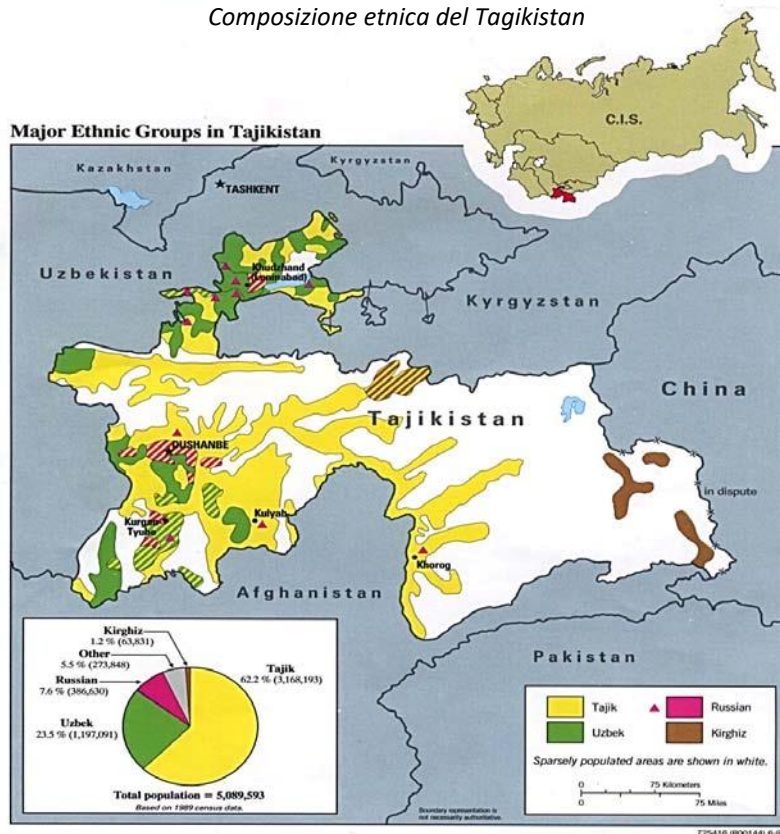 Composizione etnica del Tagikistan
C.I.S.
Major Ethnic Groups in Tajikistan
Kazakhstan
Kyrgyzstan
TASHKENT
Uzbekistan
Khudzhand
(Leninabad)
Kyrgyzstan
China
Tajikistan
DUSHANBE
in dispute
Kurgan-
Tyube
Kulyab
Khorog
Afghanistan
Pakistan
Kirghiz
1.2 % (63,831)
Other
5.5 % (273,848)
Russian
7.6 % (386,630)
Uzbek
23.5 % (1,197,091)
Tajik
62.2 % (3,168,193)
Total population = 5,089,593
Based on 1989 census data.
Boundary representation is
not necessarily authoritative.
Tajik
Russian
Uzbek
Kirghiz
Sparsely populated areas are shown in white.
0 75 Kilometers
0 75 Miles